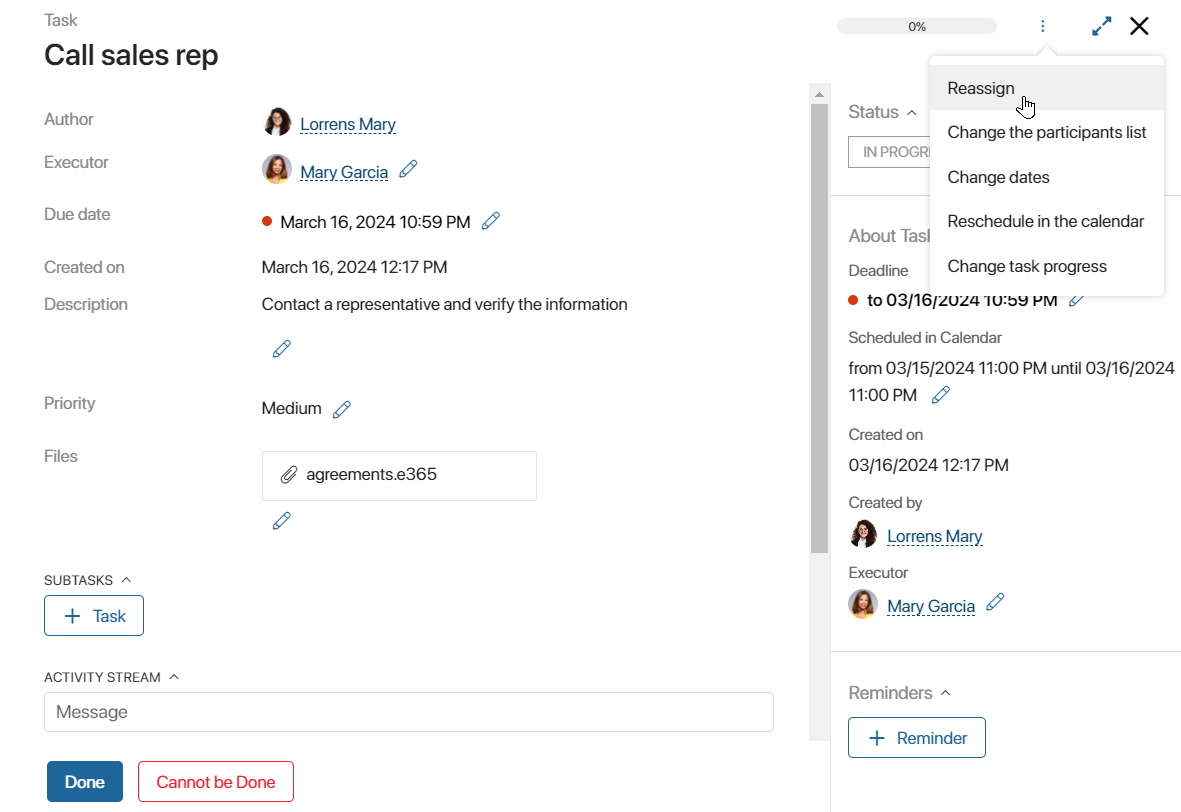 Task
Call sales rep
0%
Author
Lorrens Mary
Executor
Mary Garcia
Due date
March 16, 2024 10:59 PM
Created on
March 16, 2024 12:17 PM
Description
Contact a representative and verify the information
Priority
Medium
Files
agreements.e365
SUBTASKS
+ Task
ACTIVITY STREAM
Message
Done
Cannot be Done
Reassign
Change the participants list
Change dates
Reschedule in the calendar
Change task progress
Status
IN PROGR
About Task
Deadline
to 03/16/2024 10:59 PM
Scheduled in Calendar
from 03/15/2024 11:00 PM until 03/16/2024
11:00 PM
Created on
03/16/2024 12:17 PM
Created by
Lorrens Mary
Executor
Mary Garcia
Reminders
+ Reminder